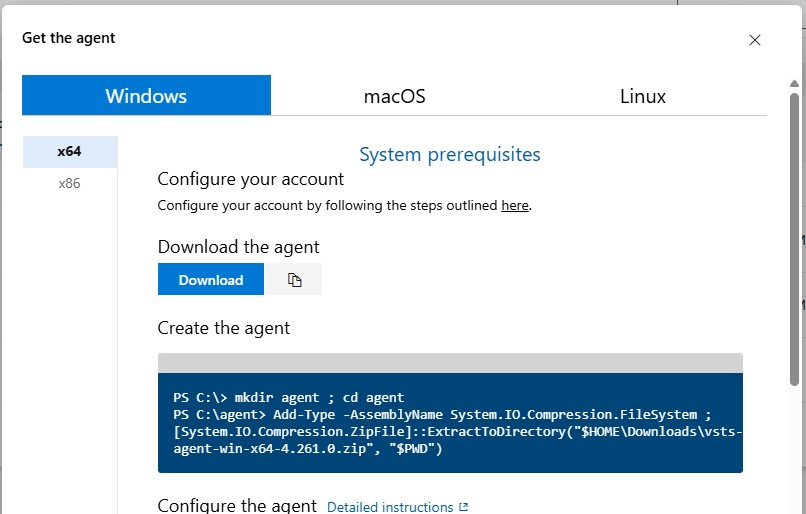 Get the agent
Windows
macOS
Linux
x64
x86
System prerequisites
Configure your account
Configure your account by following the steps outlined here.
Download the agent
Download
Create the agent
PS C:\> mkdir agent ; cd agent
PS C:\agent> Add-Type -AssemblyName System.IO.Compression.FileSystem ;
[System.IO.Compression.ZipFile]::ExtractToDirectory("$HOME\Downloads\vsts-
agent-win-x64-4.261.0.zip", "$PWD")
Configure the agent Detailed instructions